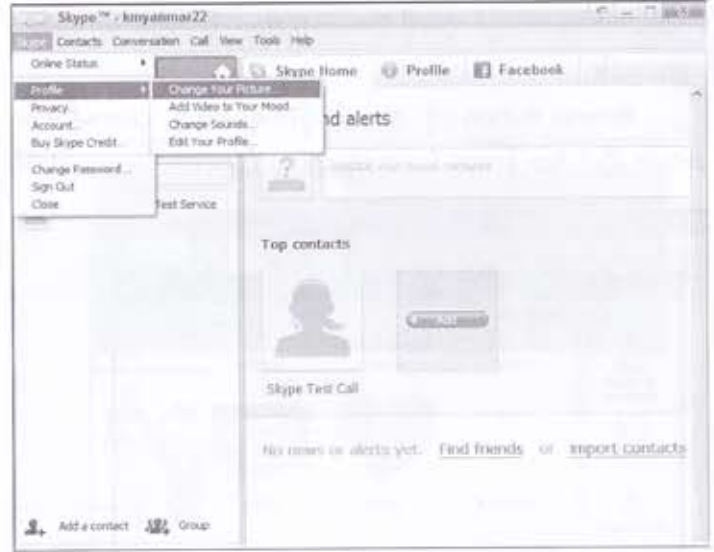 Skype™ - kmyanmar22
Skype Contacts Conversation Call View Tools Help
Online Status
Profile
Privacy...
Account...
Buy Skype Credit...
Change Password...
Sign Out
Close
Change Your Picture
Add Video to Your Mood
Change Sounds...
Edit Your Profile...
Skype Home Profile Facebook
nd alerts
Test Service
Top contacts
Skype Test Call
No news or alerts yet. Find friends or import contacts
Add a contact Group